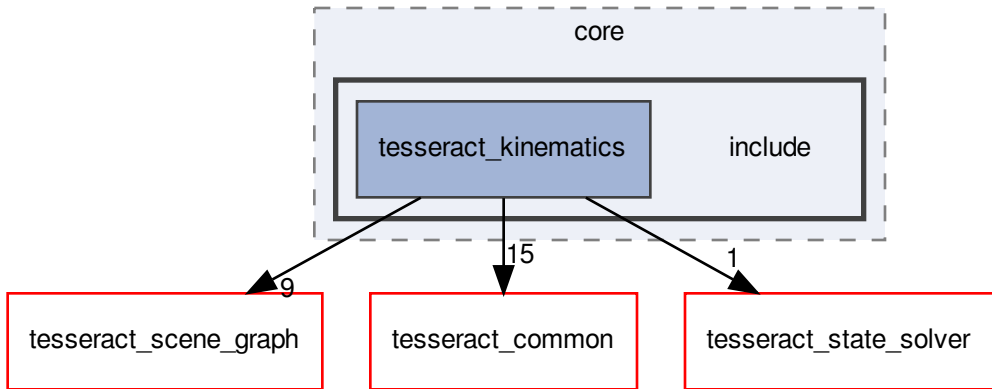 core
tesseract_kinematics
include
9
15
1
tesseract_scene_graph
tesseract_common
tesseract_state_solver